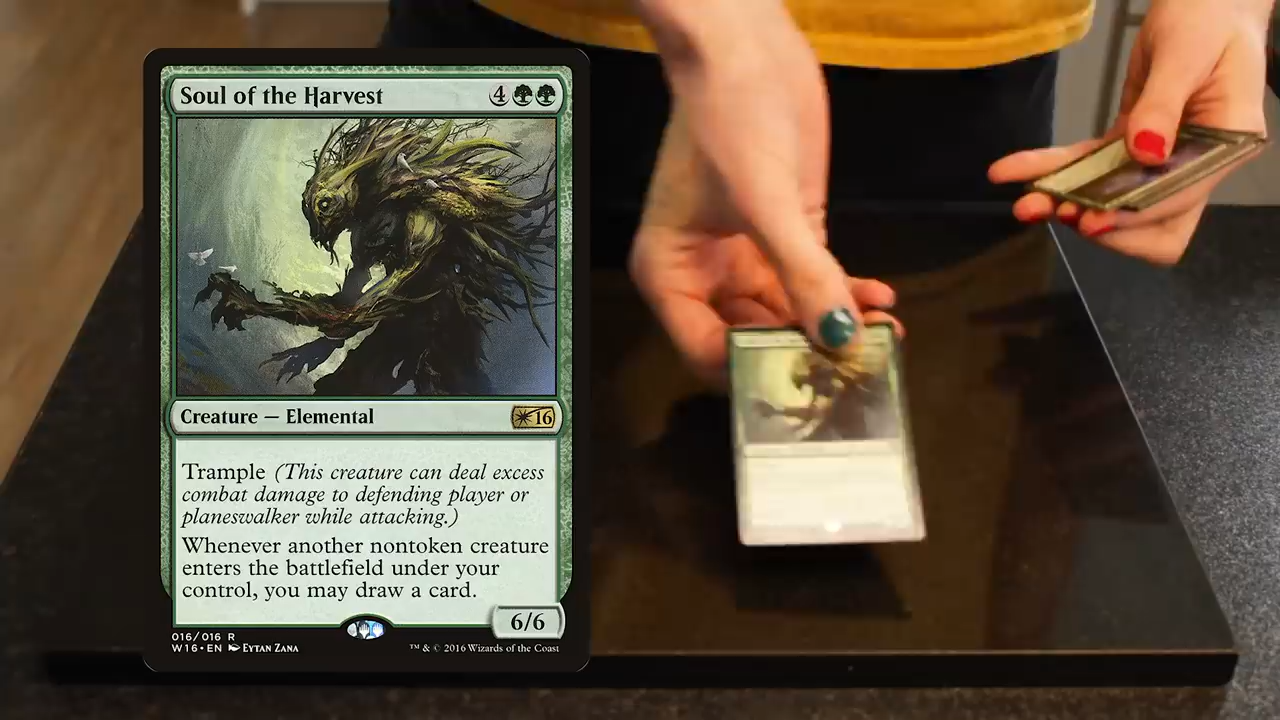 Soul of the Harvest 4
Creature — Elemental 16
Trample (This creature can deal excess
combat damage to defending player or
planeswalker while attacking.)
Whenever another nontoken creature
enters the battlefield under your
control, you may draw a card.
6/6
016/016 R
W16 • EN EYTAN ZANA ™ & © 2016 Wizards of the Coast